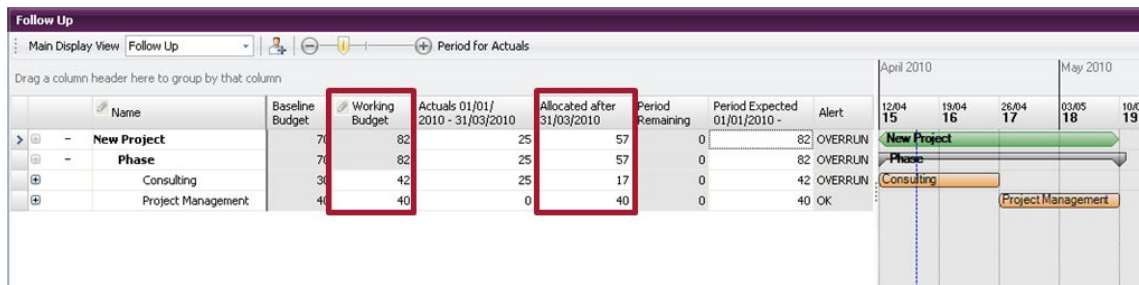 Follow Up
Main Display View Follow Up Period for Actuals
Drag a column header here to group by that column
April 2010 May 2010
Name Baseline Budget Working Budget Actuals 01/01/2010 - 31/03/2010 Allocated after 31/03/2010 Period Remaining Period Expected 01/01/2010 - Alert 12/04 15 19/04 16 26/04 17 03/05 18 19
New Project 70 82 25 57 0 82 OVERRUN New Project
Phase 70 82 25 57 0 82 OVERRUN Phase
Consulting 30 42 25 17 0 42 OVERRUN Consulting
Project Management 40 40 0 40 0 40 OK Project Management